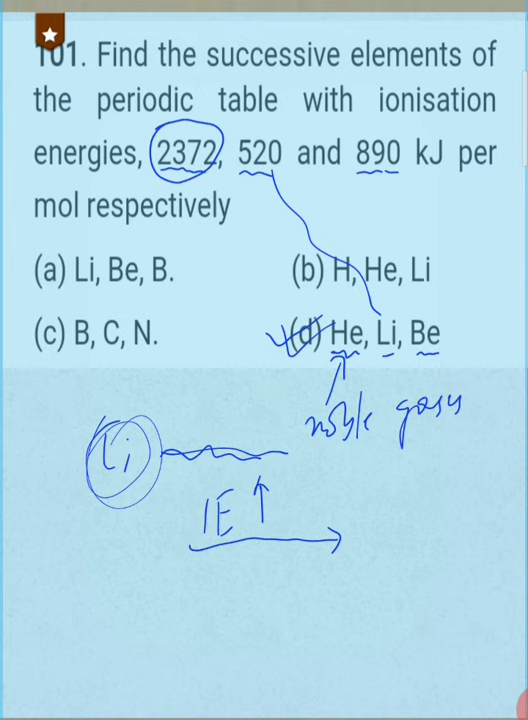 101. Find the successive elements of
the periodic table with ionisation
energies, 2372, 520 and 890 kJ per
mol respectively
(a) Li, Be, B. (b) H, He, Li
(c) B, C, N. (d) He, Li, Be
noble gases
Li
IE ↑